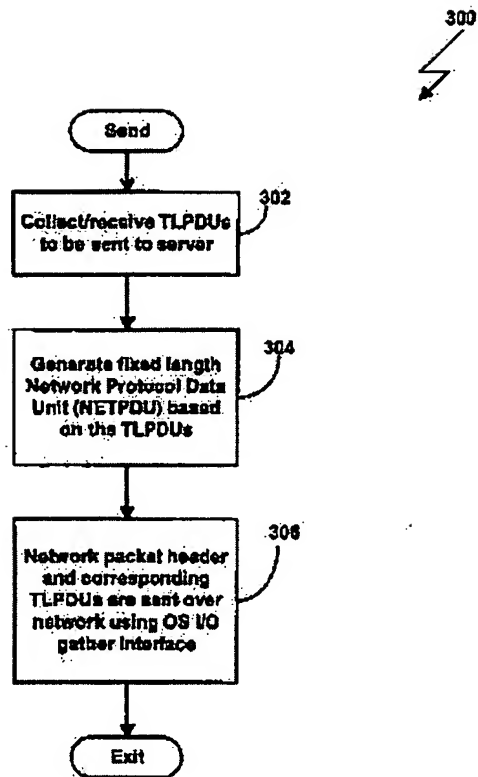 300
Send
302
Collect/receive TLPDUs
to be sent to server
304
Generate fixed length
Network Protocol Data
Unit (NETPDU) based
on the TLPDUs
306
Network packet header
and corresponding
TLPDUs are sent over
network using OS I/O
gather interface
Exit